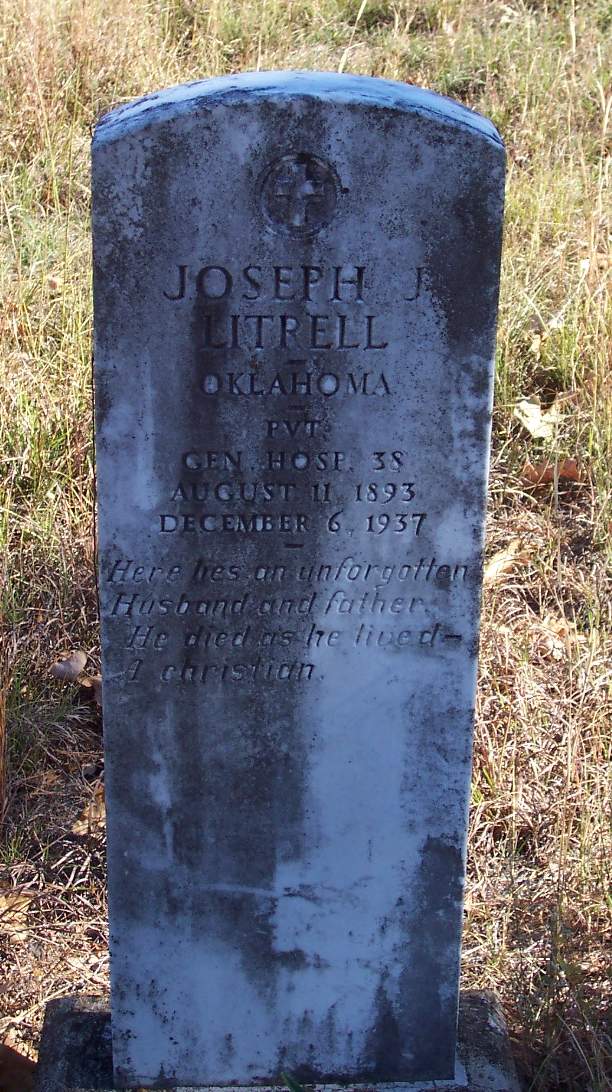 JOSEPH J.
LITRELL
OKLAHOMA
PVT.
GEN. HOSP. 38
AUGUST 11, 1893
DECEMBER 6, 1937
Here lies an unforgotten
Husband and father.
He died as he lived—
A christian.